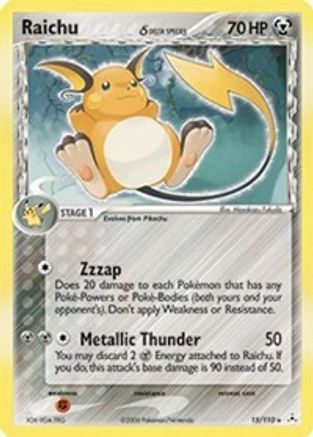 Raichu δ DELTA SPECIES 70 HP
Illus. Masakazu Fukuda
STAGE 1
Evolves from Pikachu
Zzzap
Does 20 damage to each Pokémon that has any
Poké-Powers or Poké-Bodies (both yours and your
opponent's). Don't apply Weakness or Resistance.
Metallic Thunder 50
You may discard 2 Energy attached to Raichu. If
you do, this attack's base damage is 90 instead of 50.
weakness resistance retreat cost
©2006 Pokémon/Nintendo 15/110